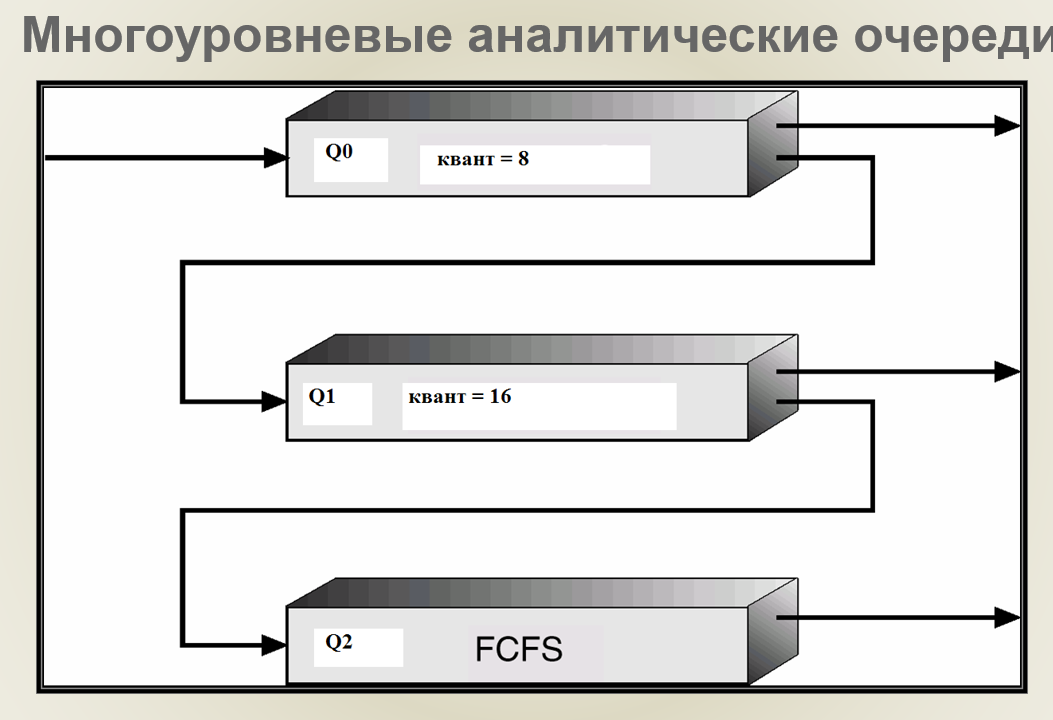 Многоуровневые аналитические очереди
Q0
квант = 8
Q1
квант = 16
Q2
FCFS